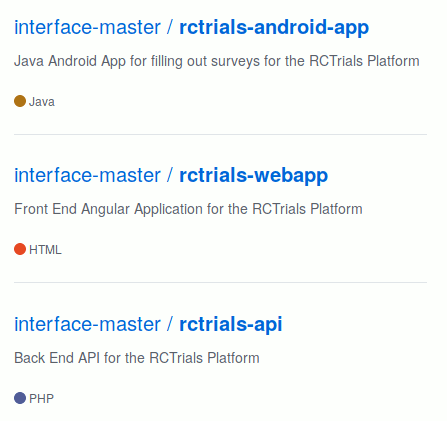 interface-master / rctrials-android-app
Java Android App for filling out surveys for the RCTrials Platform
Java
interface-master / rctrials-webapp
Front End Angular Application for the RCTrials Platform
HTML
interface-master / rctrials-api
Back End API for the RCTrials Platform
PHP